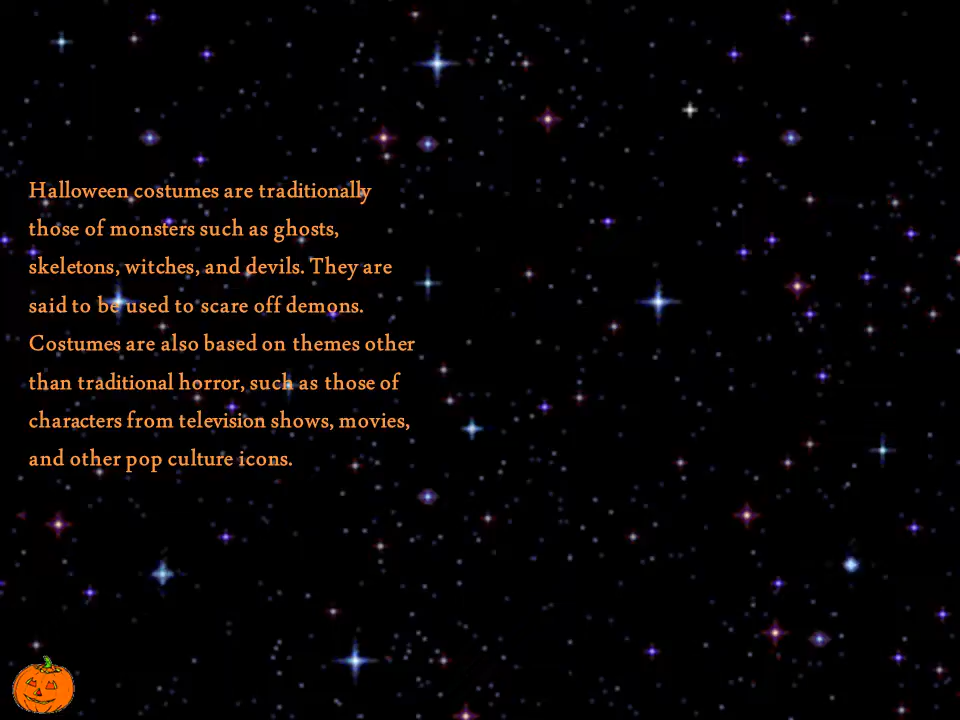 Halloween costumes are traditionally
those of monsters such as ghosts,
skeletons, witches, and devils. They are
said to be used to scare off demons.
Costumes are also based on themes other
than traditional horror, such as those of
characters from television shows, movies,
and other pop culture icons.